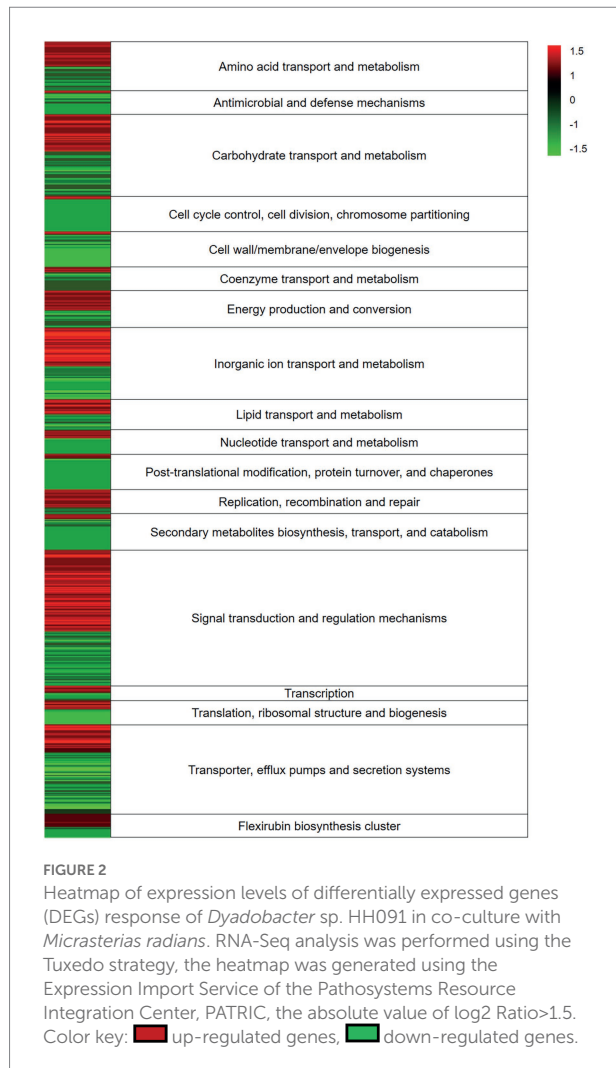 Amino acid transport and metabolism
Antimicrobial and defense mechanisms
Carbohydrate transport and metabolism
Cell cycle control, cell division, chromosome partitioning
Cell wall/membrane/envelope biogenesis
Coenzyme transport and metabolism
Energy production and conversion
Inorganic ion transport and metabolism
Lipid transport and metabolism
Nucleotide transport and metabolism
Post-translational modification, protein turnover, and chaperones
Replication, recombination and repair
Secondary metabolites biosynthesis, transport, and catabolism
Signal transduction and regulation mechanisms
Transcription
Translation, ribosomal structure and biogenesis
Transporter, efflux pumps and secretion systems
Flexirubin biosynthesis cluster
1.5
1
0
-1
-1.5
FIGURE 2
Heatmap of expression levels of differentially expressed genes
(DEGs) response of Dyadobacter sp. HH091 in co-culture with
Micrasterias radians. RNA-Seq analysis was performed using the
Tuxedo strategy, the heatmap was generated using the
Expression Import Service of the Pathosystems Resource
Integration Center, PATRIC, the absolute value of log2 Ratio>1.5.
Color key: up-regulated genes, down-regulated genes.